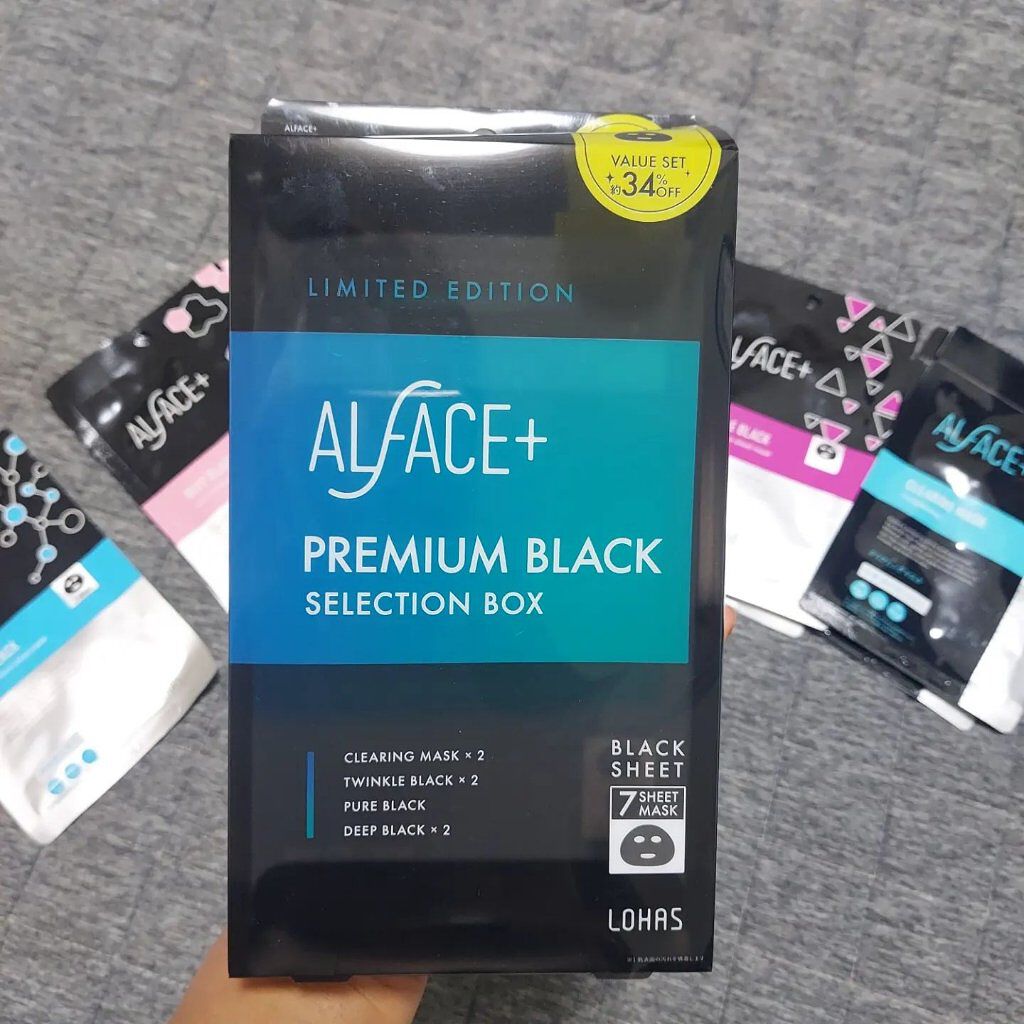 ALFACE+
VALUE SET
約34%OFF
LIMITED EDITION
ALFACE+
PREMIUM BLACK
SELECTION BOX
CLEARING MASK × 2
TWINKLE BLACK × 2
PURE BLACK
DEEP BLACK × 2
BLACK
SHEET
7 SHEET
MASK
LOHAS
ALFACE+
ALFACE+
BLACK
ALFACE+